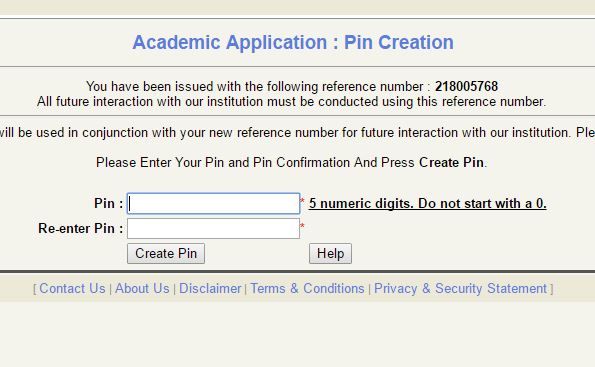 Academic Application : Pin Creation
You have been issued with the following reference number : 218005768
All future interaction with our institution must be conducted using this reference number.
will be used in conjunction with your new reference number for future interaction with our institution. Ple
Please Enter Your Pin and Pin Confirmation And Press Create Pin.
Pin : * 5 numeric digits. Do not start with a 0.
Re-enter Pin : *
Create Pin Help
[ Contact Us | About Us | Disclaimer | Terms & Conditions | Privacy & Security Statement ]